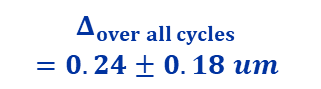 Δover all cycles
= 0.24 ± 0.18 um